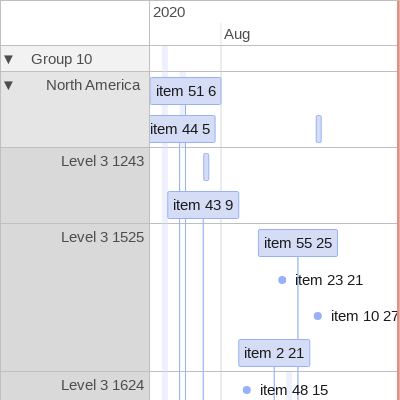 2020
Aug
▼ Group 10
▼ North America
item 51 6
item 44 5
Level 3 1243
item 43 9
Level 3 1525
item 55 25
item 23 21
item 10 27
item 2 21
Level 3 1624
item 48 15